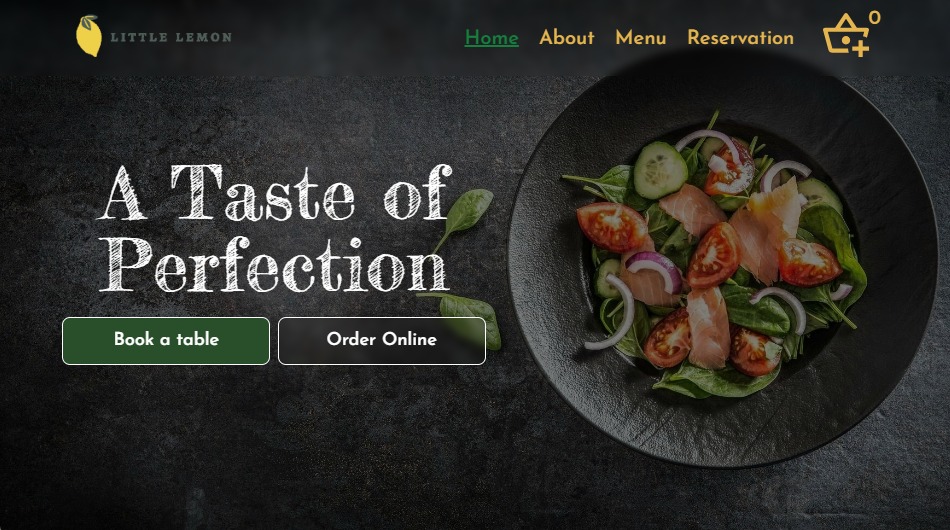 LITTLE LEMON
Home About Menu Reservation 0
A Taste of
Perfection
Book a table Order Online